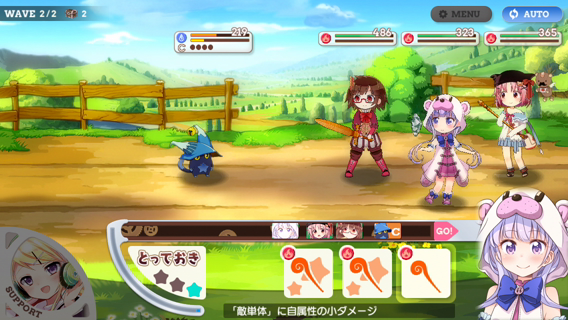 WAVE 2/2 2
MENU
AUTO
219
C
486
323
365
C GO!
とっておき
SUPPORT
「敵単体」に自属性の小ダメージ